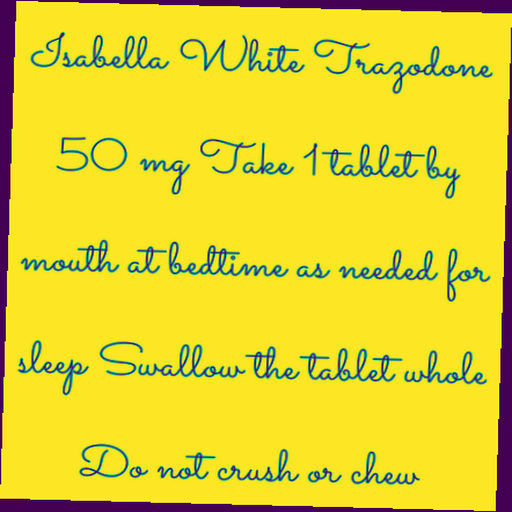 Isabella White Trazodone
50 mg Take 1 tablet by
mouth at bedtime as needed for
sleep Swallow the tablet whole
Do not crush or chew